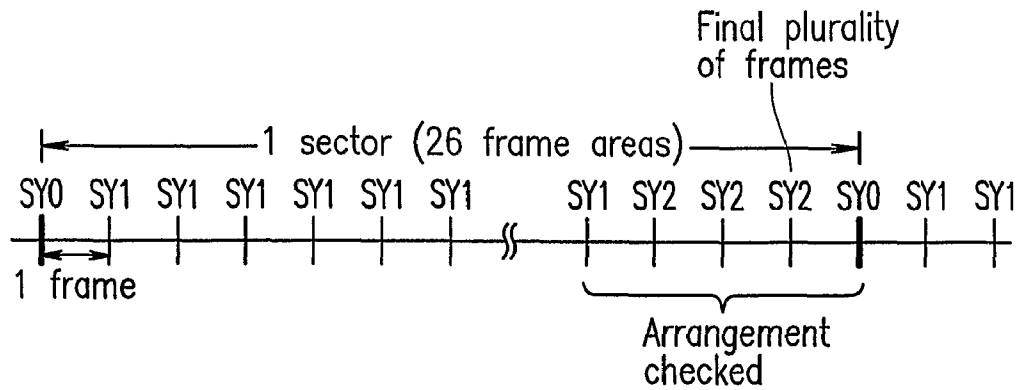 Final plurality
of frames
1 sector (26 frame areas)
SY0 SY1 SY1 SY1 SY1 SY1 SY1 SY1 SY2 SY2 SY2 SY0 SY1 SY1
1 frame
Arrangement
checked